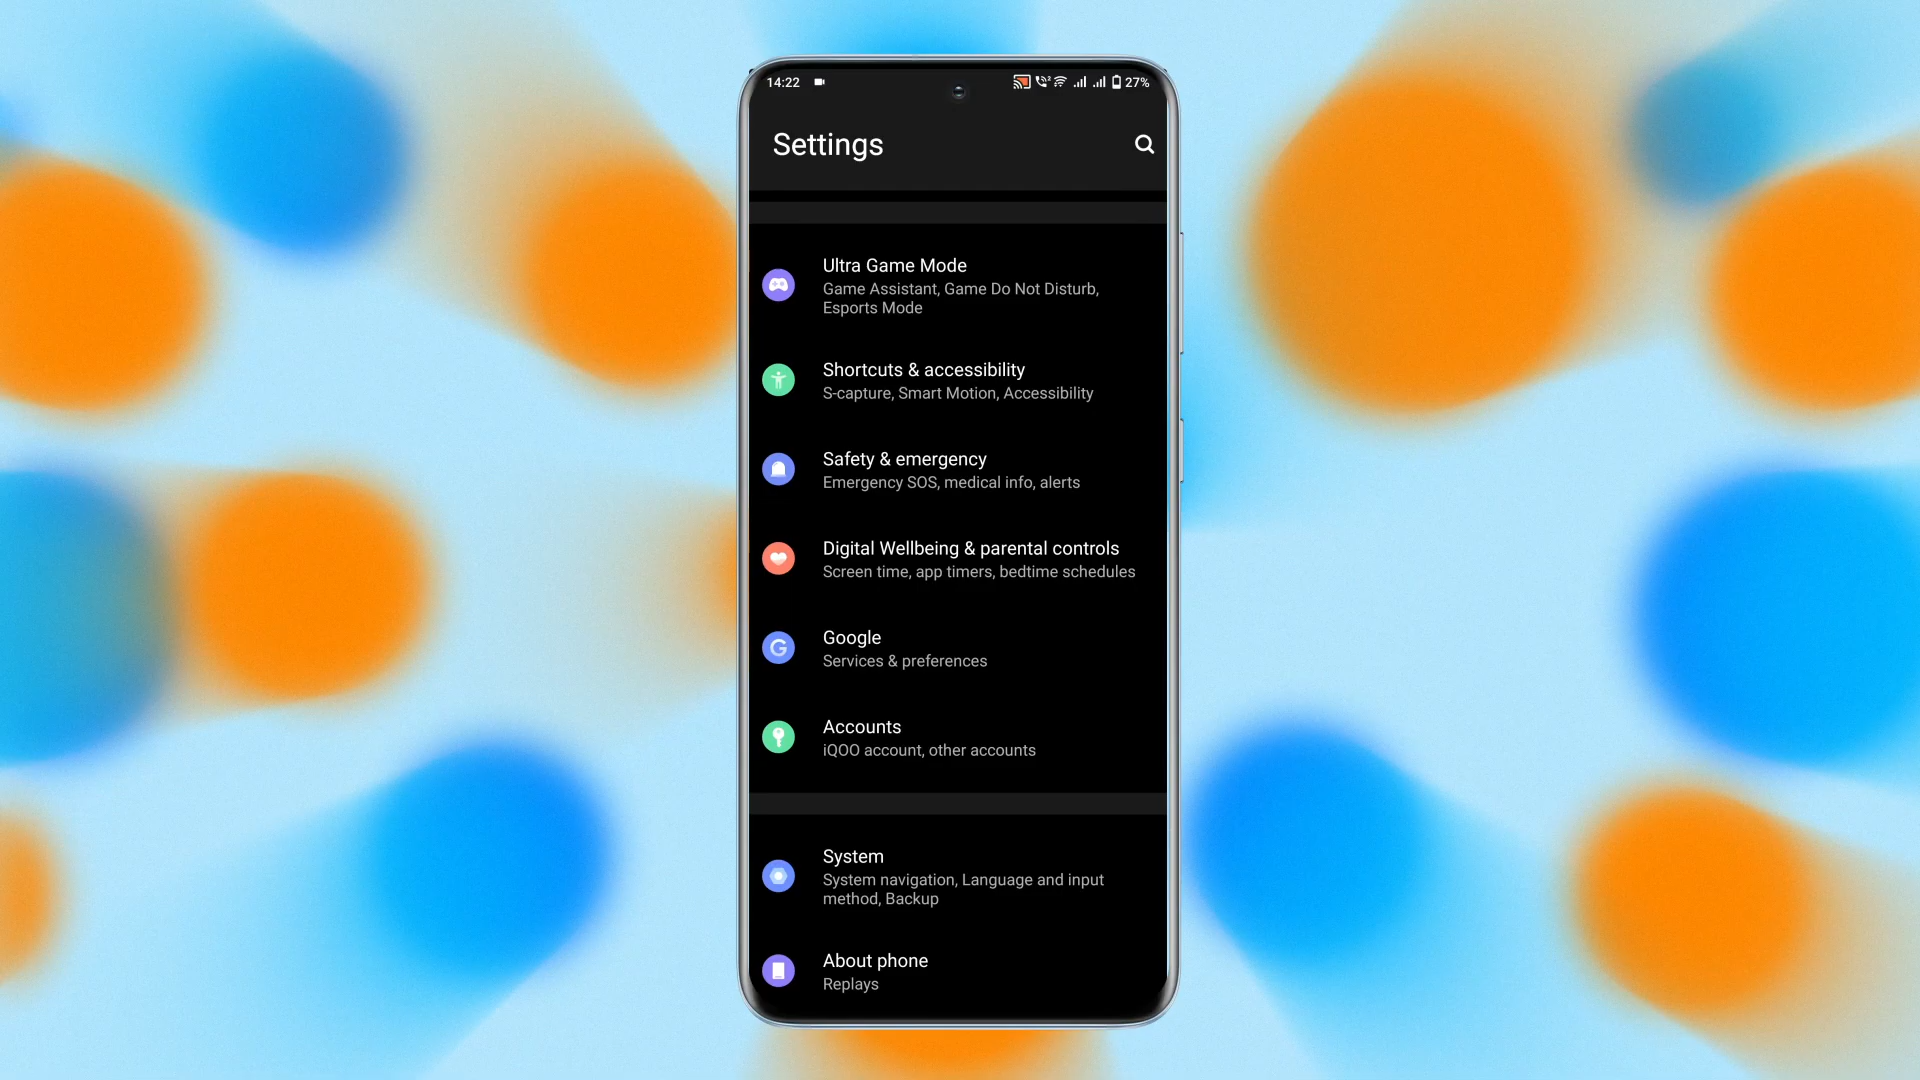 14:22
27%
Settings
Ultra Game Mode
Game Assistant, Game Do Not Disturb,
Esports Mode
Shortcuts & accessibility
S-capture, Smart Motion, Accessibility
Safety & emergency
Emergency SOS, medical info, alerts
Digital Wellbeing & parental controls
Screen time, app timers, bedtime schedules
Google
Services & preferences
Accounts
iQOO account, other accounts
System
System navigation, Language and input
method, Backup
About phone
Replays